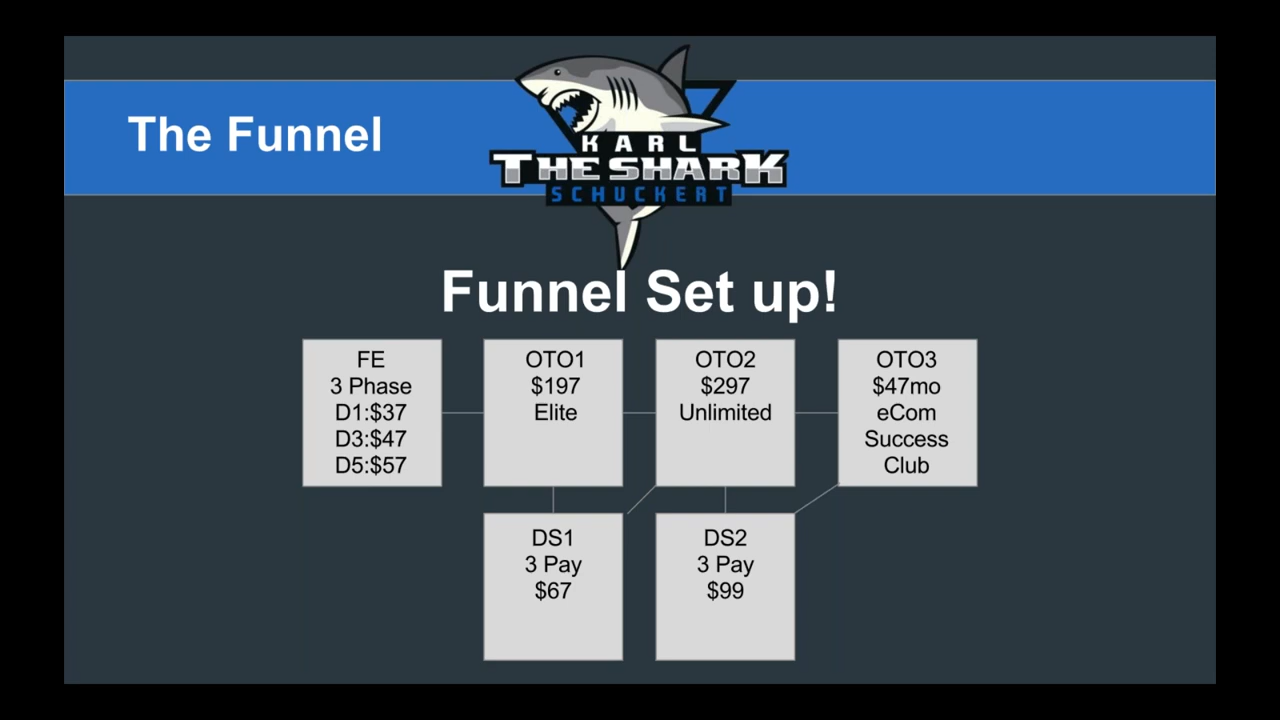 The Funnel
KARL
THE SHARK
SCHUCKERT
Funnel Set up!
FE
3 Phase
D1:$37
D3:$47
D5:$57
OTO1
$197
Elite
OTO2
$297
Unlimited
OTO3
$47mo
eCom
Success
Club
DS1
3 Pay
$67
DS2
3 Pay
$99